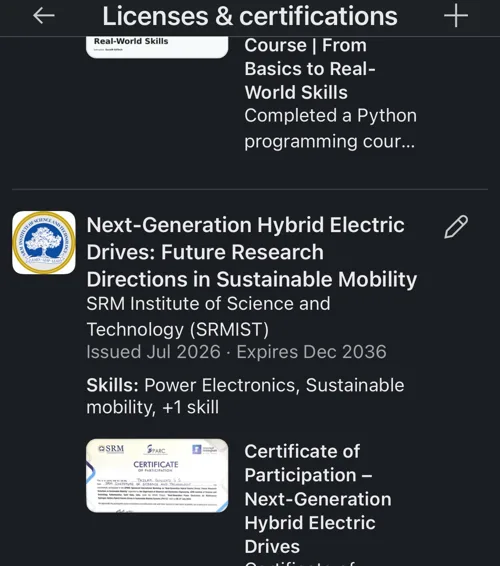 Licenses & certifications
Real-World Skills
Course | From
Basics to Real-
World Skills
Completed a Python
programming cour...
Next-Generation Hybrid Electric
Drives: Future Research
Directions in Sustainable Mobility
SRM Institute of Science and
Technology (SRMIST)
Issued Jul 2026 · Expires Dec 2036
Skills: Power Electronics, Sustainable
mobility, +1 skill
SRM
SPARC
CERTIFICATE
OF PARTICIPATION
Certificate of
Participation –
Next-Generation
Hybrid Electric
Drives
Certificate of